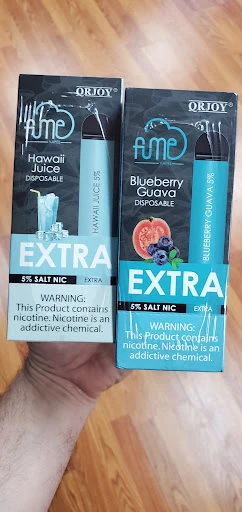 QRJOY®
fume
Hawaii
Juice
DISPOSABLE
HAWAII JUICE 5%
EXTRA
5% SALT NIC
EXTRA
WARNING:
This Product contains
nicotine. Nicotine is an
addictive chemical.
QRJOY®
fume
Blueberry
Guava
DISPOSABLE
BLUEBERRY GUAVA 5%
EXTRA
5% SALT NIC
EXTRA
WARNING:
This Product contains
nicotine. Nicotine is an
addictive chemical.